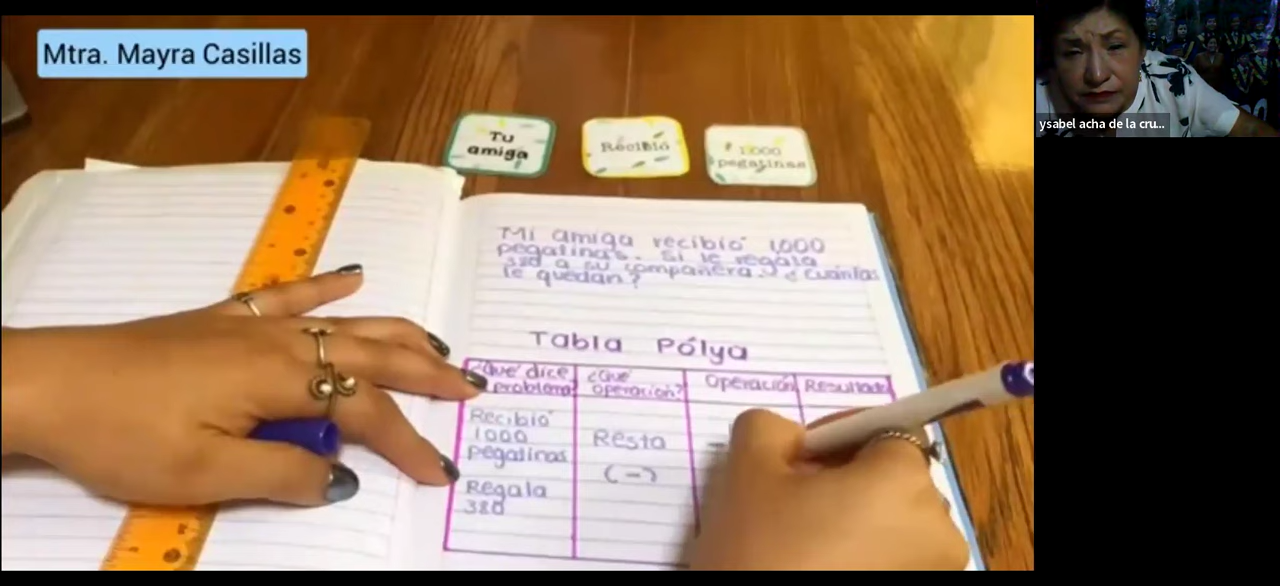 Mtra. Mayra Casillas
ysabel acha de la cru...
Tu
amiga
Recibió
1000
pegatinas
Mi amiga recibió 1000
pegatinas. Si le regala
380 a su compañera. ¿Cuántas
le quedan?
Tabla Pólya
¿Qué dice
problema?
¿Qué
operación?
Operación
Resultado
Recibió
1000
pegatinas
Regala
380
Resta
(-)